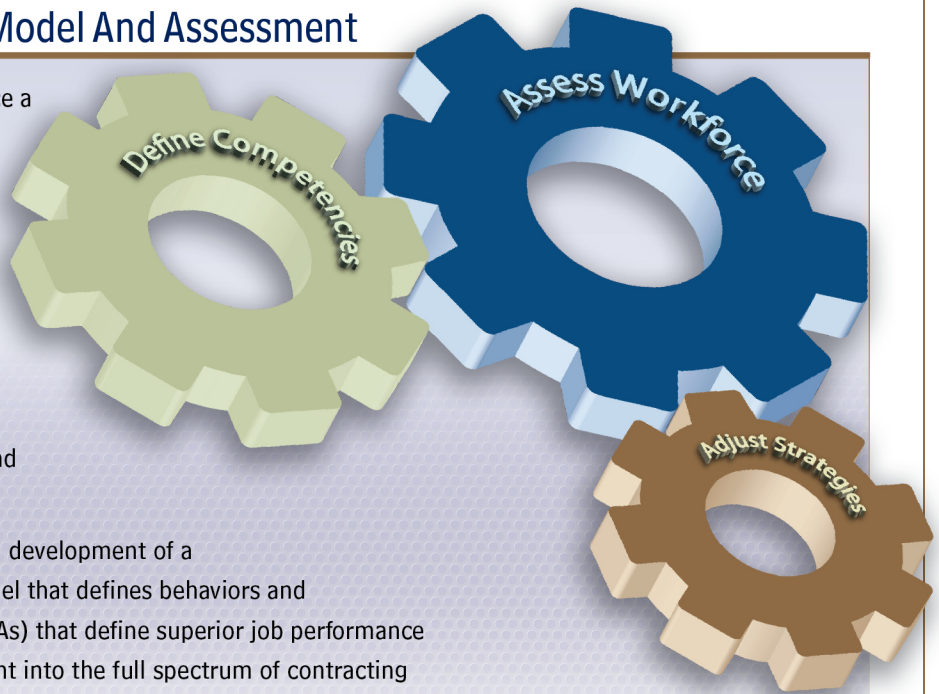 Model And Assessment
ce a
Define Competencies
Assess Workforce
Adjust Strategies
nd
development of a
el that defines behaviors and
As) that define superior job performance
nt into the full spectrum of contracting